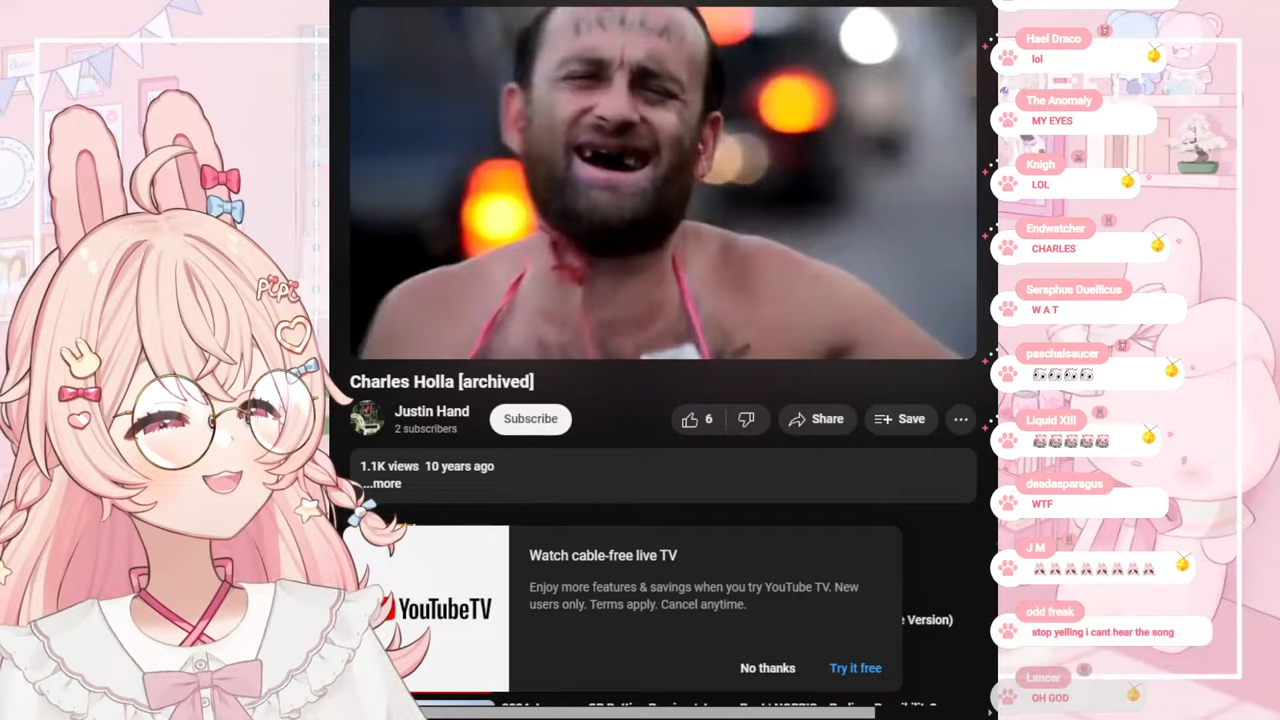 HOLLA
Pipi
Charles Holla [archived]
Justin Hand
2 subscribers
Subscribe
6
Share
Save
1.1K views 10 years ago
...more
YouTubeTV
Watch cable-free live TV
Enjoy more features & savings when you try YouTube TV. New
users only. Terms apply. Cancel anytime.
No thanks
Try it free
e Version)
Hael Draco
lol
The Anomaly
MY EYES
Knigh
LOL
Endwatcher
CHARLES
Seraphus Duellicus
W A T
paschalsaucer
Liquid XIII
deadasparagus
WTF
J M
odd freak
stop yelling i cant hear the song
Lancer
OH GOD